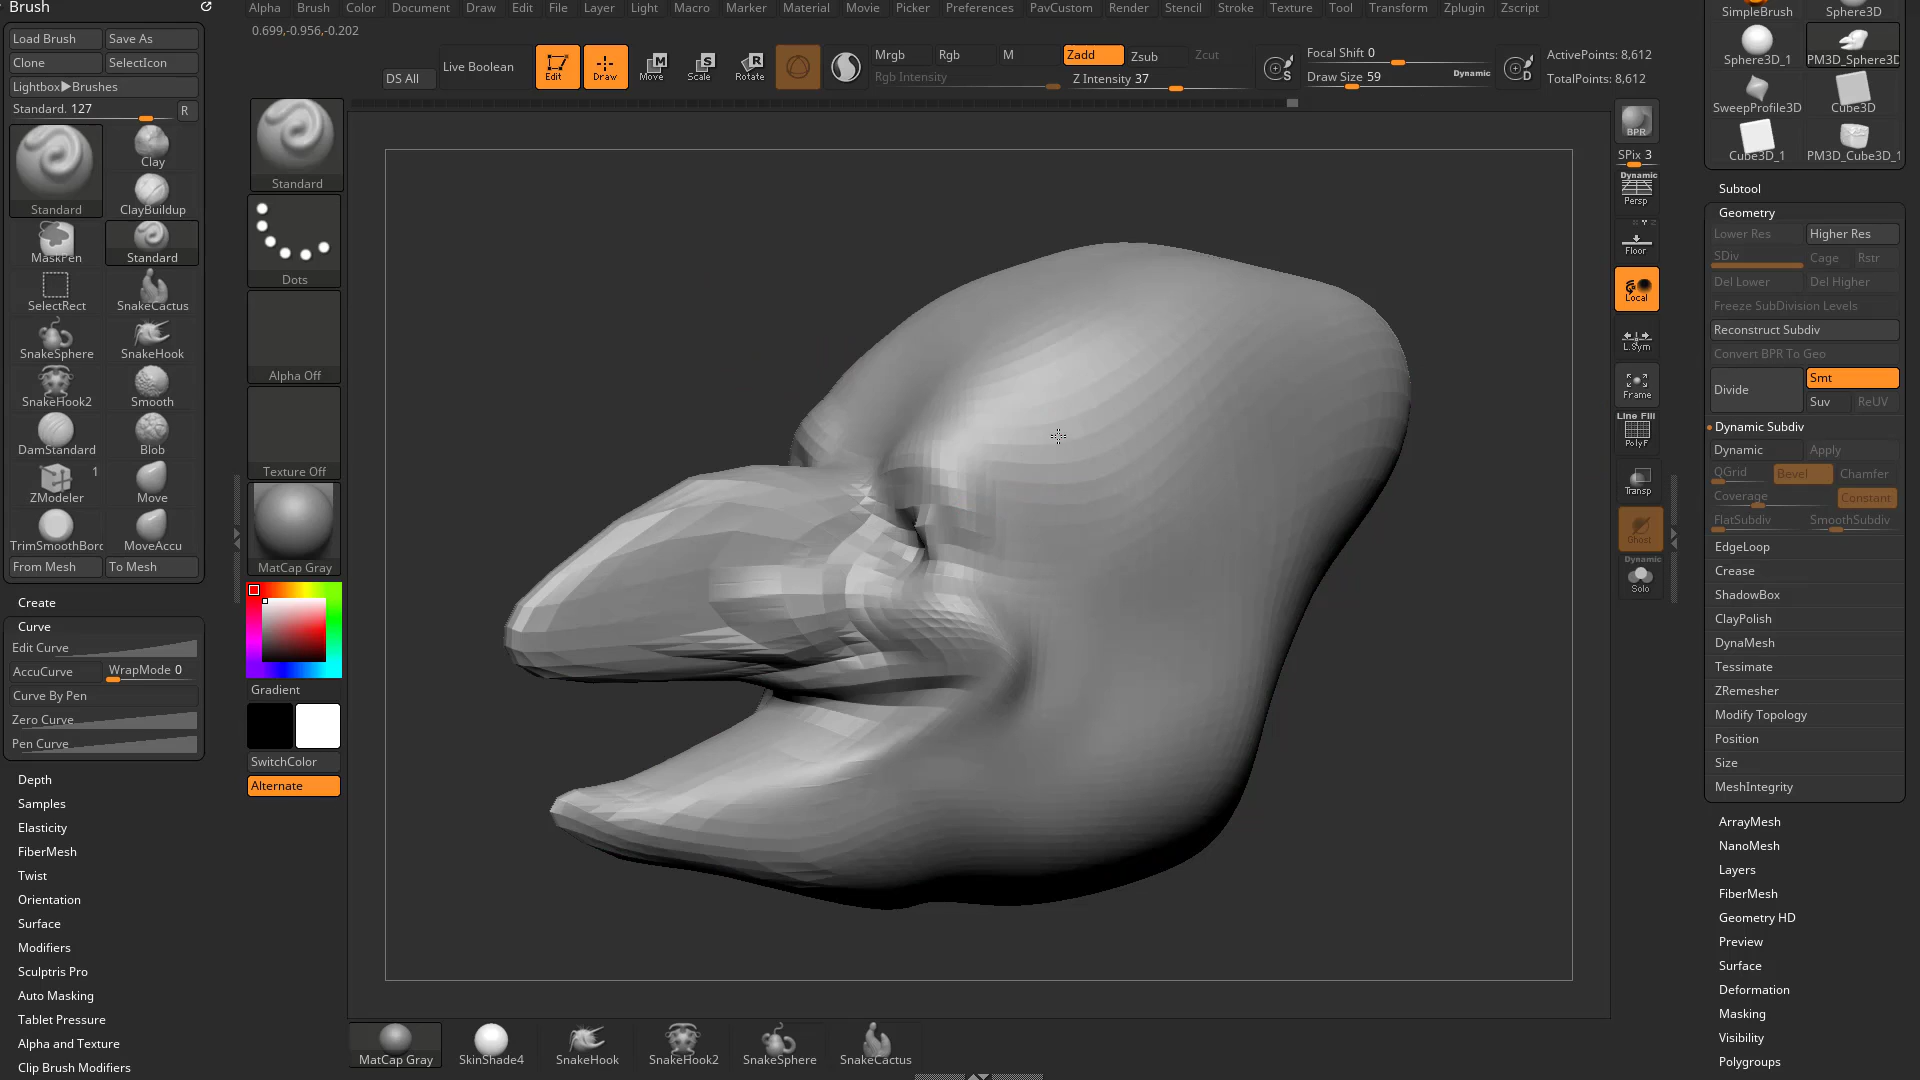 Brush
Load Brush
Save As
Clone
SelectIcon
Lightbox▶Brushes
Standard. 127
R
Standard
Clay
ClayBuildup
MaskPen
Standard
SelectRect
SnakeCactus
SnakeSphere
SnakeHook
SnakeHook2
Smooth
DamStandard
Blob
1
ZModeler
Move
TrimSmoothBorc
MoveAccu
From Mesh
To Mesh
Create
Curve
Edit Curve
AccuCurve
WrapMode 0
Curve By Pen
Zero Curve
Pen Curve
Depth
Samples
Elasticity
FiberMesh
Twist
Orientation
Surface
Modifiers
Sculptris Pro
Auto Masking
Tablet Pressure
Alpha and Texture
Clip Brush Modifiers
Alpha Brush Color Document Draw Edit File Layer Light Macro Marker Material Movie Picker Preferences PavCustom Render Stencil Stroke Texture Tool Transform Zplugin Zscript
0.699,-0.956,-0.202
DS All
Live Boolean
Edit
Draw
Move
Scale
Rotate
Mrgb
Rgb
M
Rgb Intensity
Zadd
Zsub
Zcut
Z Intensity 37
S
Focal Shift 0
Draw Size 59
Dynamic
D
ActivePoints: 8,612
TotalPoints: 8,612
Standard
Dots
Alpha Off
Texture Off
MatCap Gray
Gradient
SwitchColor
Alternate
MatCap Gray
SkinShade4
SnakeHook
SnakeHook2
SnakeSphere
SnakeCactus
BPR
SPix 3
Dynamic
Persp
Floor
Local
L.Sym
Frame
Line Fill
PolyF
Transp
Ghost
Dynamic
Solo
SimpleBrush
Sphere3D
Sphere3D_1
PM3D_Sphere3D
SweepProfile3D
Cube3D
Cube3D_1
PM3D_Cube3D_1
Subtool
Geometry
Lower Res
Higher Res
SDiv
Cage
Rstr
Del Lower
Del Higher
Freeze SubDivision Levels
Reconstruct Subdiv
Convert BPR To Geo
Divide
Smt
Suv
ReUV
Dynamic Subdiv
Dynamic
Apply
QGrid
Bevel
Chamfer
Coverage
Constant
FlatSubdiv
SmoothSubdiv
EdgeLoop
Crease
ShadowBox
ClayPolish
DynaMesh
Tessimate
ZRemesher
Modify Topology
Position
Size
MeshIntegrity
ArrayMesh
NanoMesh
Layers
FiberMesh
Geometry HD
Preview
Surface
Deformation
Masking
Visibility
Polygroups